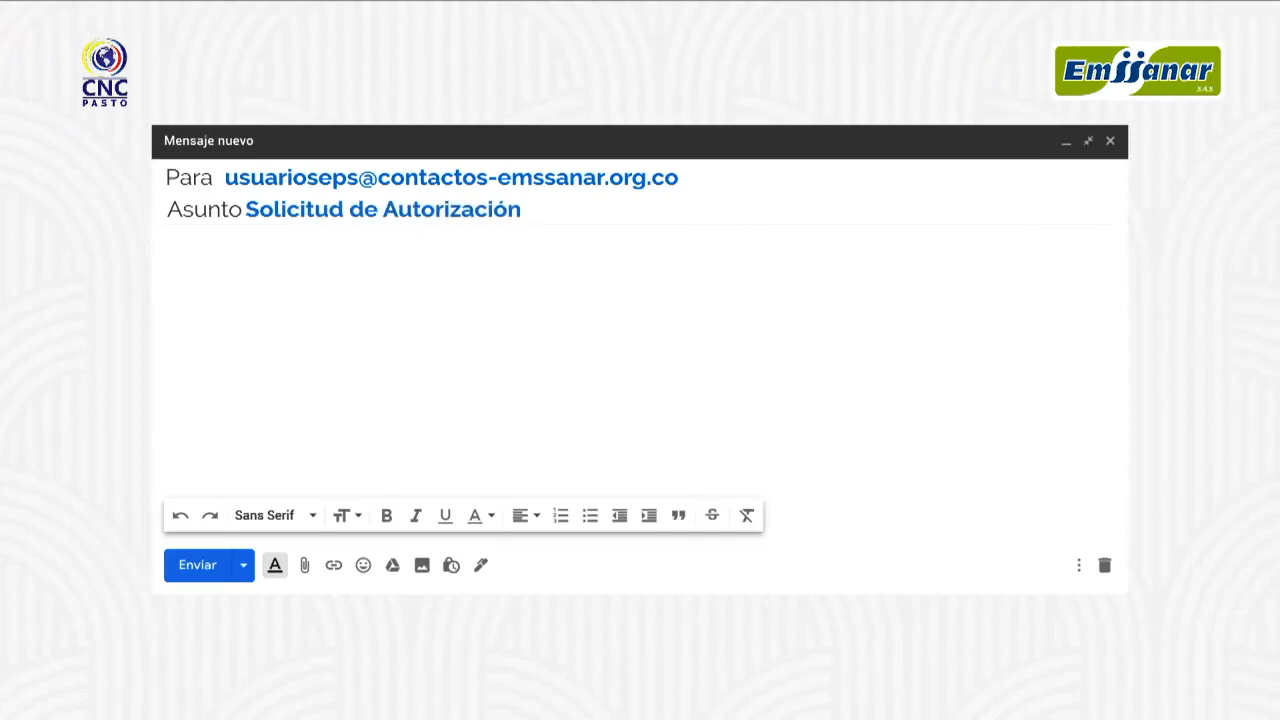 CNC
PASTO
Emssanar
S.A.S.
Mensaje nuevo
Para usuarioseps@contactos-emssanar.org.co
Asunto Solicitud de Autorización
Sans Serif
Enviar